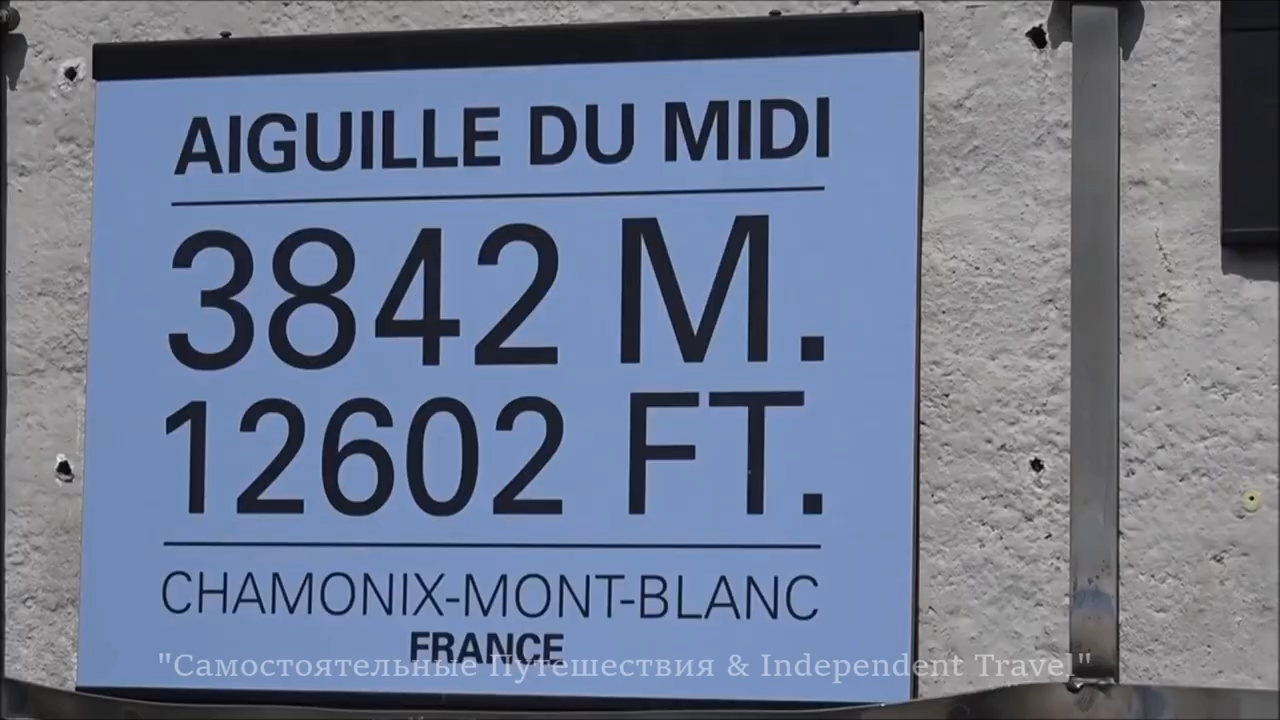 AIGUILLE DU MIDI
3842 M.
12602 FT.
CHAMONIX-MONT-BLANC
FRANCE
"Самостоятельные Путешествия & Independent Travel"